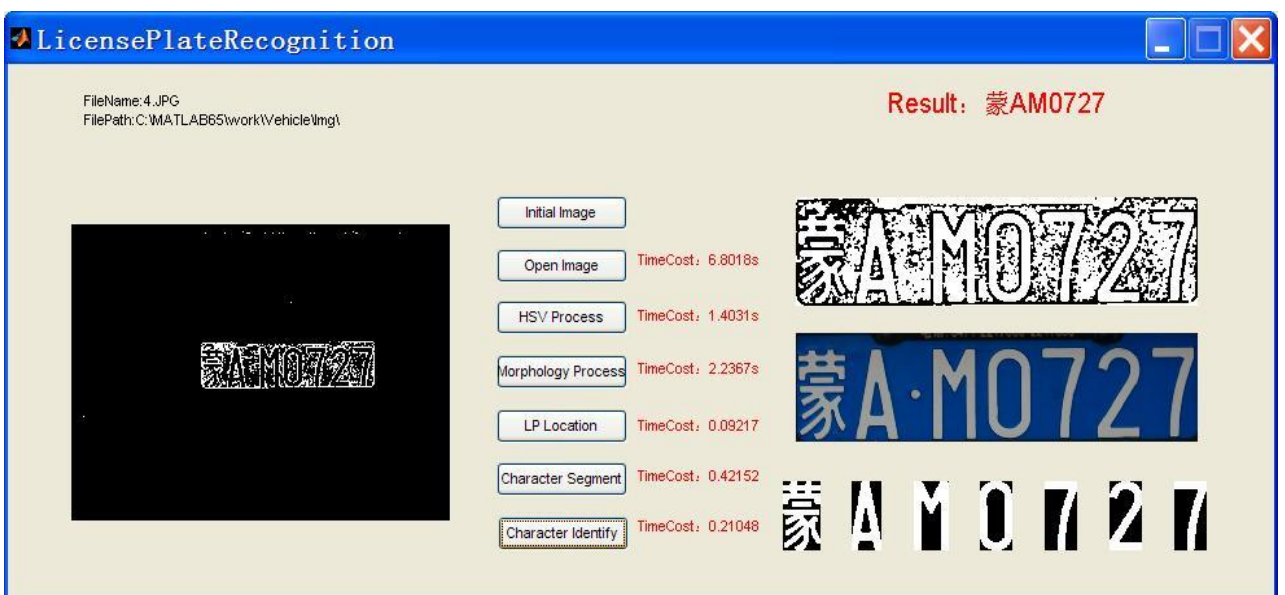 LicensePlateRecognition
FileName:4.JPG
FilePath:C:\MATLAB65\work\Vehicle\Img\
Result：蒙AM0727
Initial Image
Open Image
TimeCost：6.8018s
HSV Process
TimeCost：1.4031s
Morphology Process
TimeCost：2.2367s
LP Location
TimeCost：0.09217
Character Segment
TimeCost：0.42152
Character Identify
TimeCost：0.21048
蒙A·M0727
蒙A·M0727
蒙A·M0727
蒙 A M 0 7 2 7